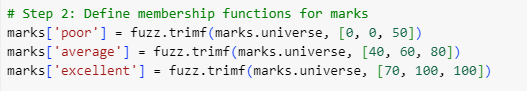 # Step 2: Define membership functions for marks
marks['poor'] = fuzz.trimf(marks.universe, [0, 0, 50])
marks['average'] = fuzz.trimf(marks.universe, [40, 60, 80])
marks['excellent'] = fuzz.trimf(marks.universe, [70, 100, 100])